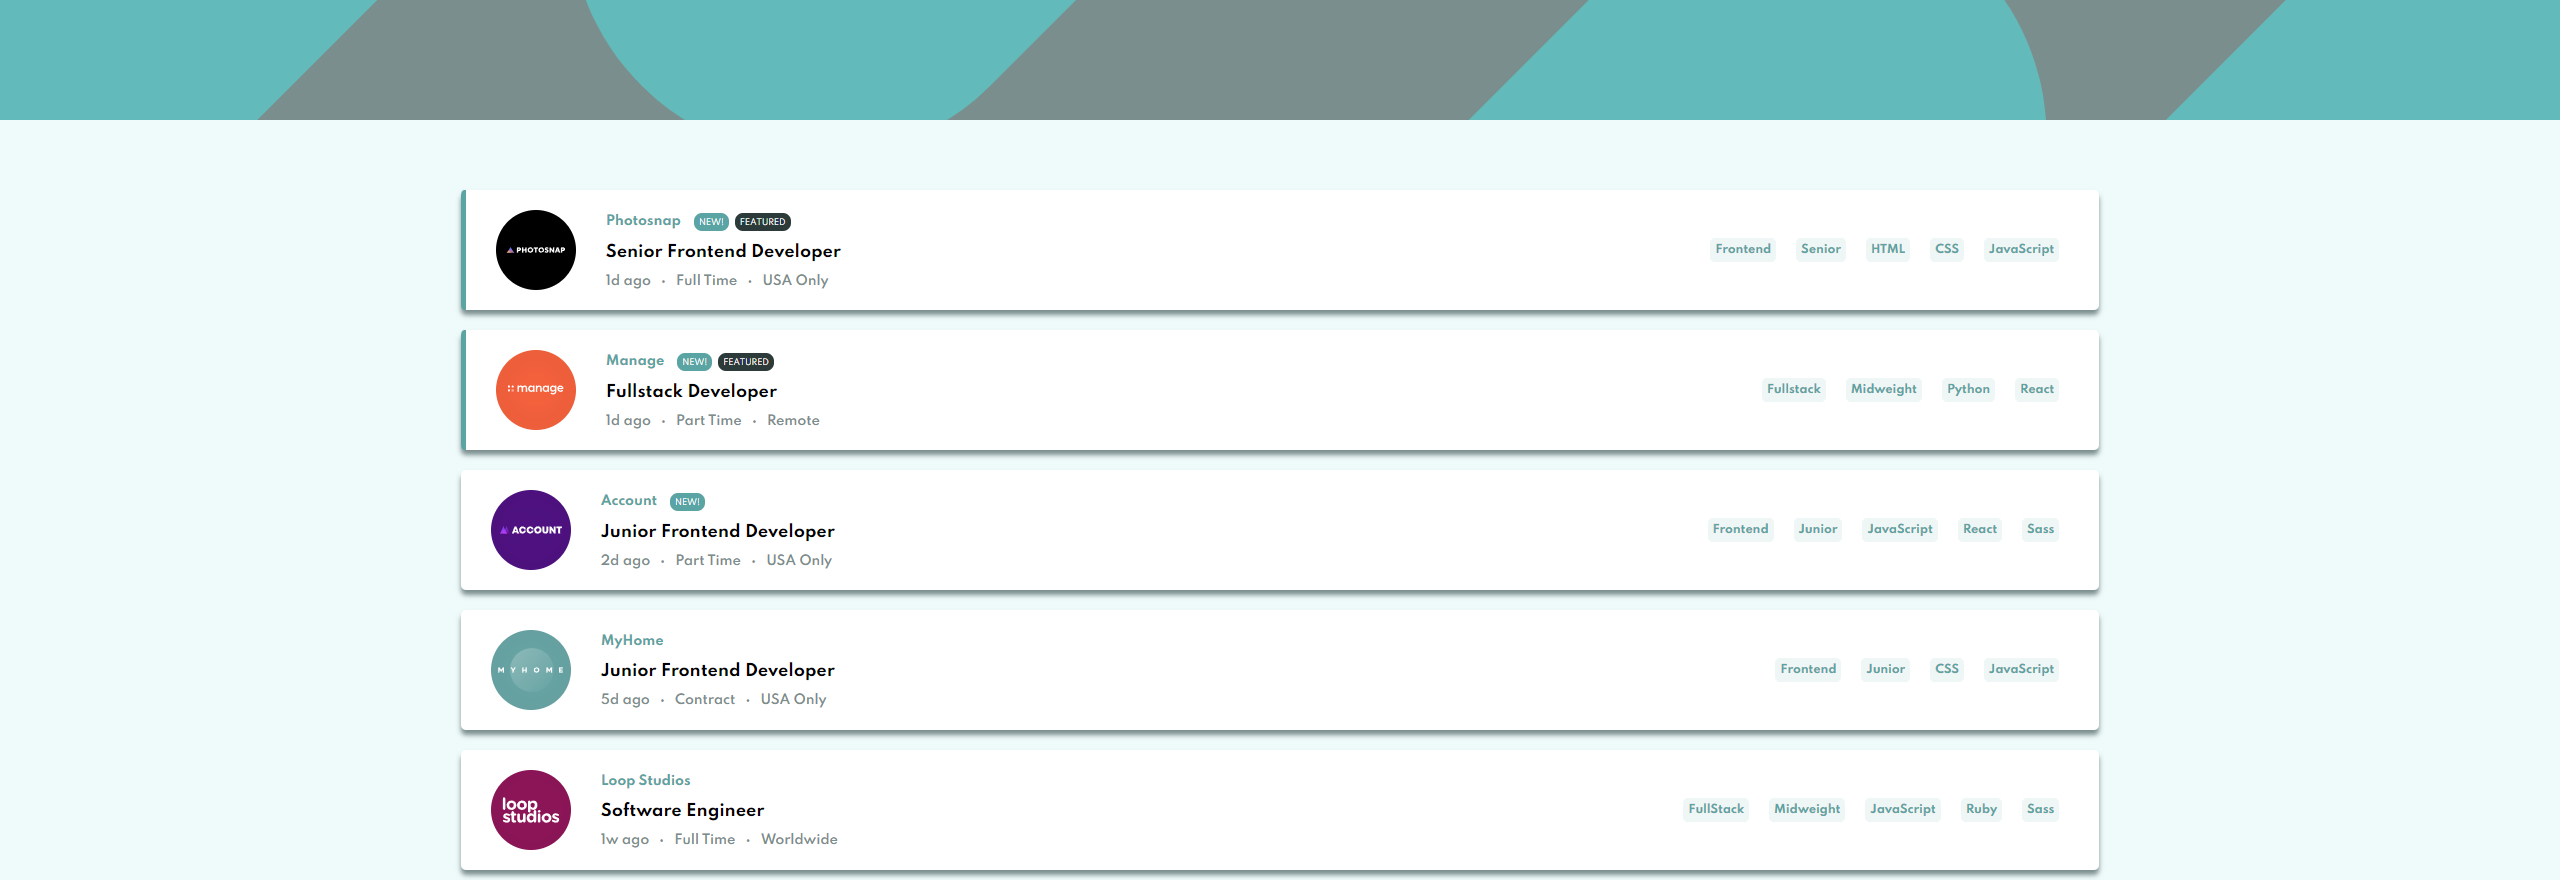 PHOTOSNAP
Photosnap NEW! FEATURED
Senior Frontend Developer
1d ago • Full Time • USA Only
Frontend Senior HTML CSS JavaScript
manage
Manage NEW! FEATURED
Fullstack Developer
1d ago • Part Time • Remote
Fullstack Midweight Python React
ACCOUNT
Account NEW!
Junior Frontend Developer
2d ago • Part Time • USA Only
Frontend Junior JavaScript React Sass
MYHOME
MyHome
Junior Frontend Developer
5d ago • Contract • USA Only
Frontend Junior CSS JavaScript
loop
studios
Loop Studios
Software Engineer
1w ago • Full Time • Worldwide
FullStack Midweight JavaScript Ruby Sass